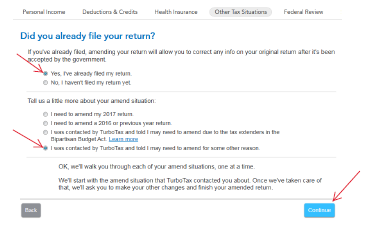 Personal Income Deductions & Credits Health Insurance Other Tax Situations Federal Review
Did you already file your return?
If you've already filed, amending your return will allow you to correct any info on your original return after it's been
accepted by the government.
Yes, I've already filed my return.
No, I haven't filed my return yet.
Tell us a little more about your amend situation:
I need to amend my 2017 return.
I need to amend a 2016 or previous year return.
I was contacted by TurboTax and told I may need to amend due to the tax extenders in the
Bipartisan Budget Act. Learn more
I was contacted by TurboTax and told I may need to amend for some other reason.
OK, we'll walk you through each of your amend situations, one at a time.
We'll start with the amend situation that TurboTax contacted you about. Once we've taken care of
that, we'll ask you to make your other changes and finish your amended return.
Back Continue